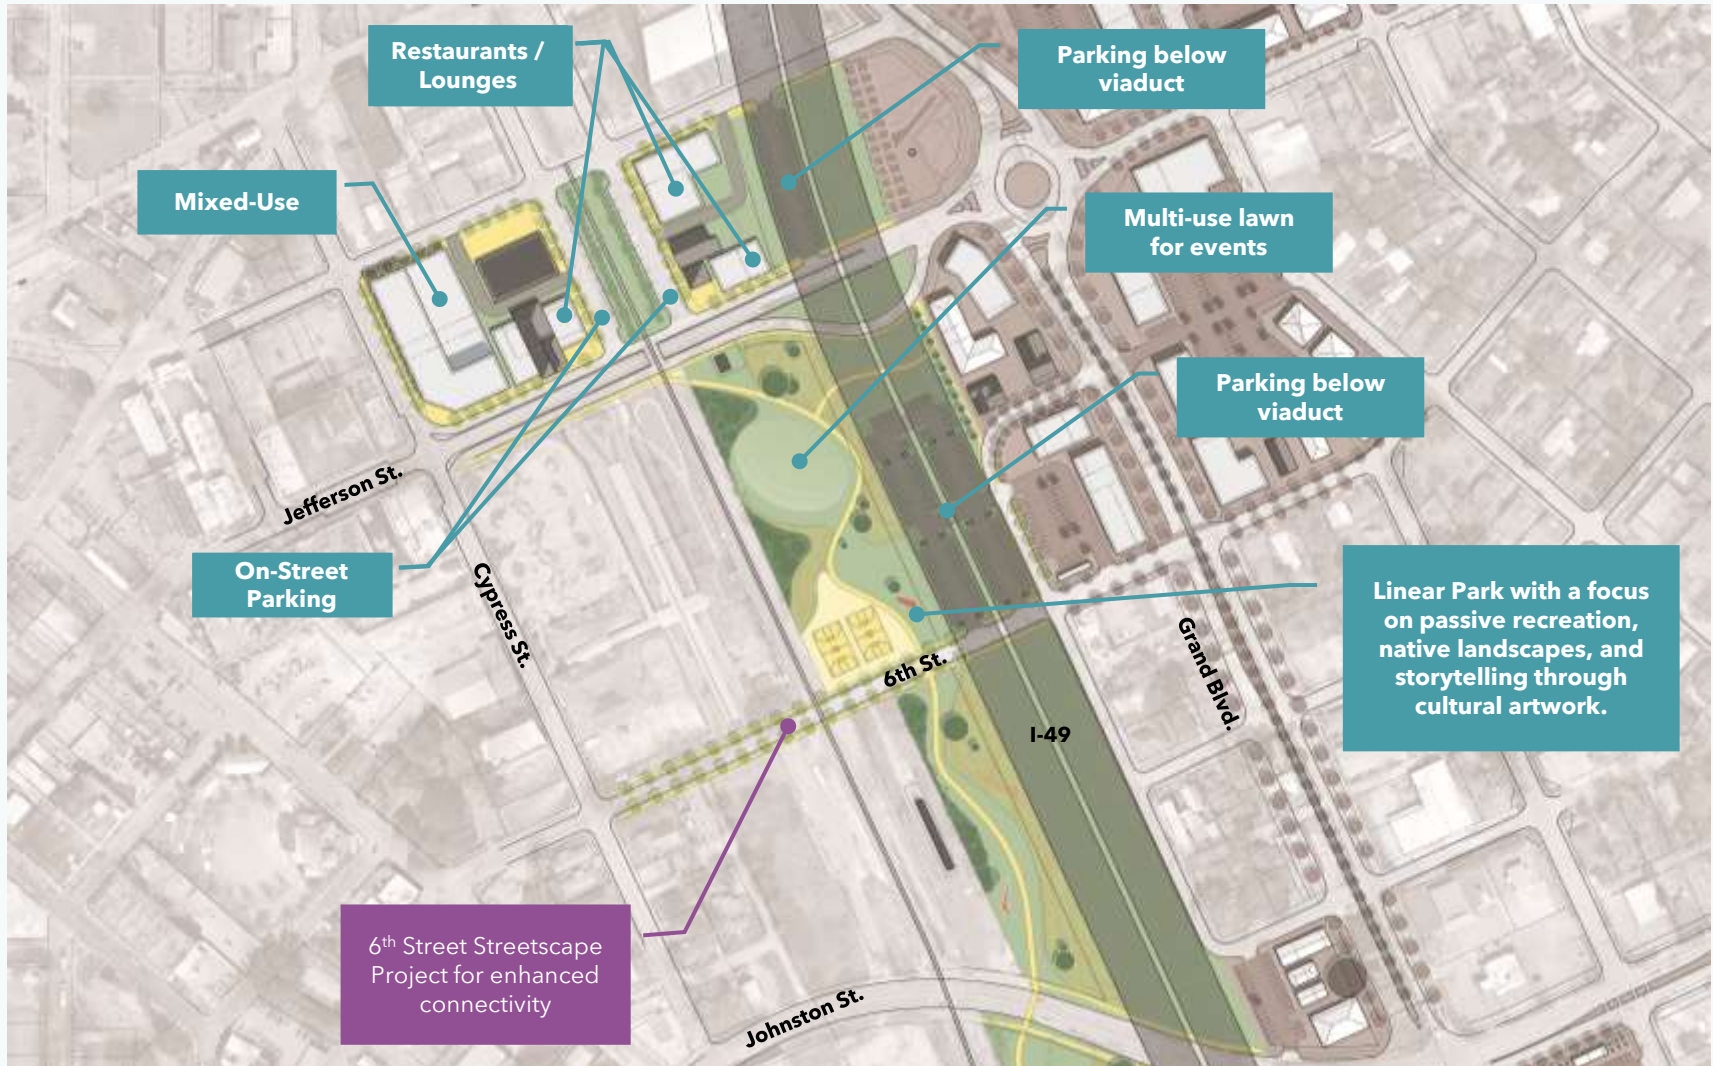 Restaurants /
Lounges
Parking below
viaduct
Mixed-Use
Multi-use lawn
for events
Parking below
viaduct
Jefferson St.
On-Street
Parking
Cypress St.
Linear Park with a focus
on passive recreation,
native landscapes, and
storytelling through
cultural artwork.
Grand Blvd.
6th St.
I-49
6th Street Streetscape
Project for enhanced
connectivity
Johnston St.